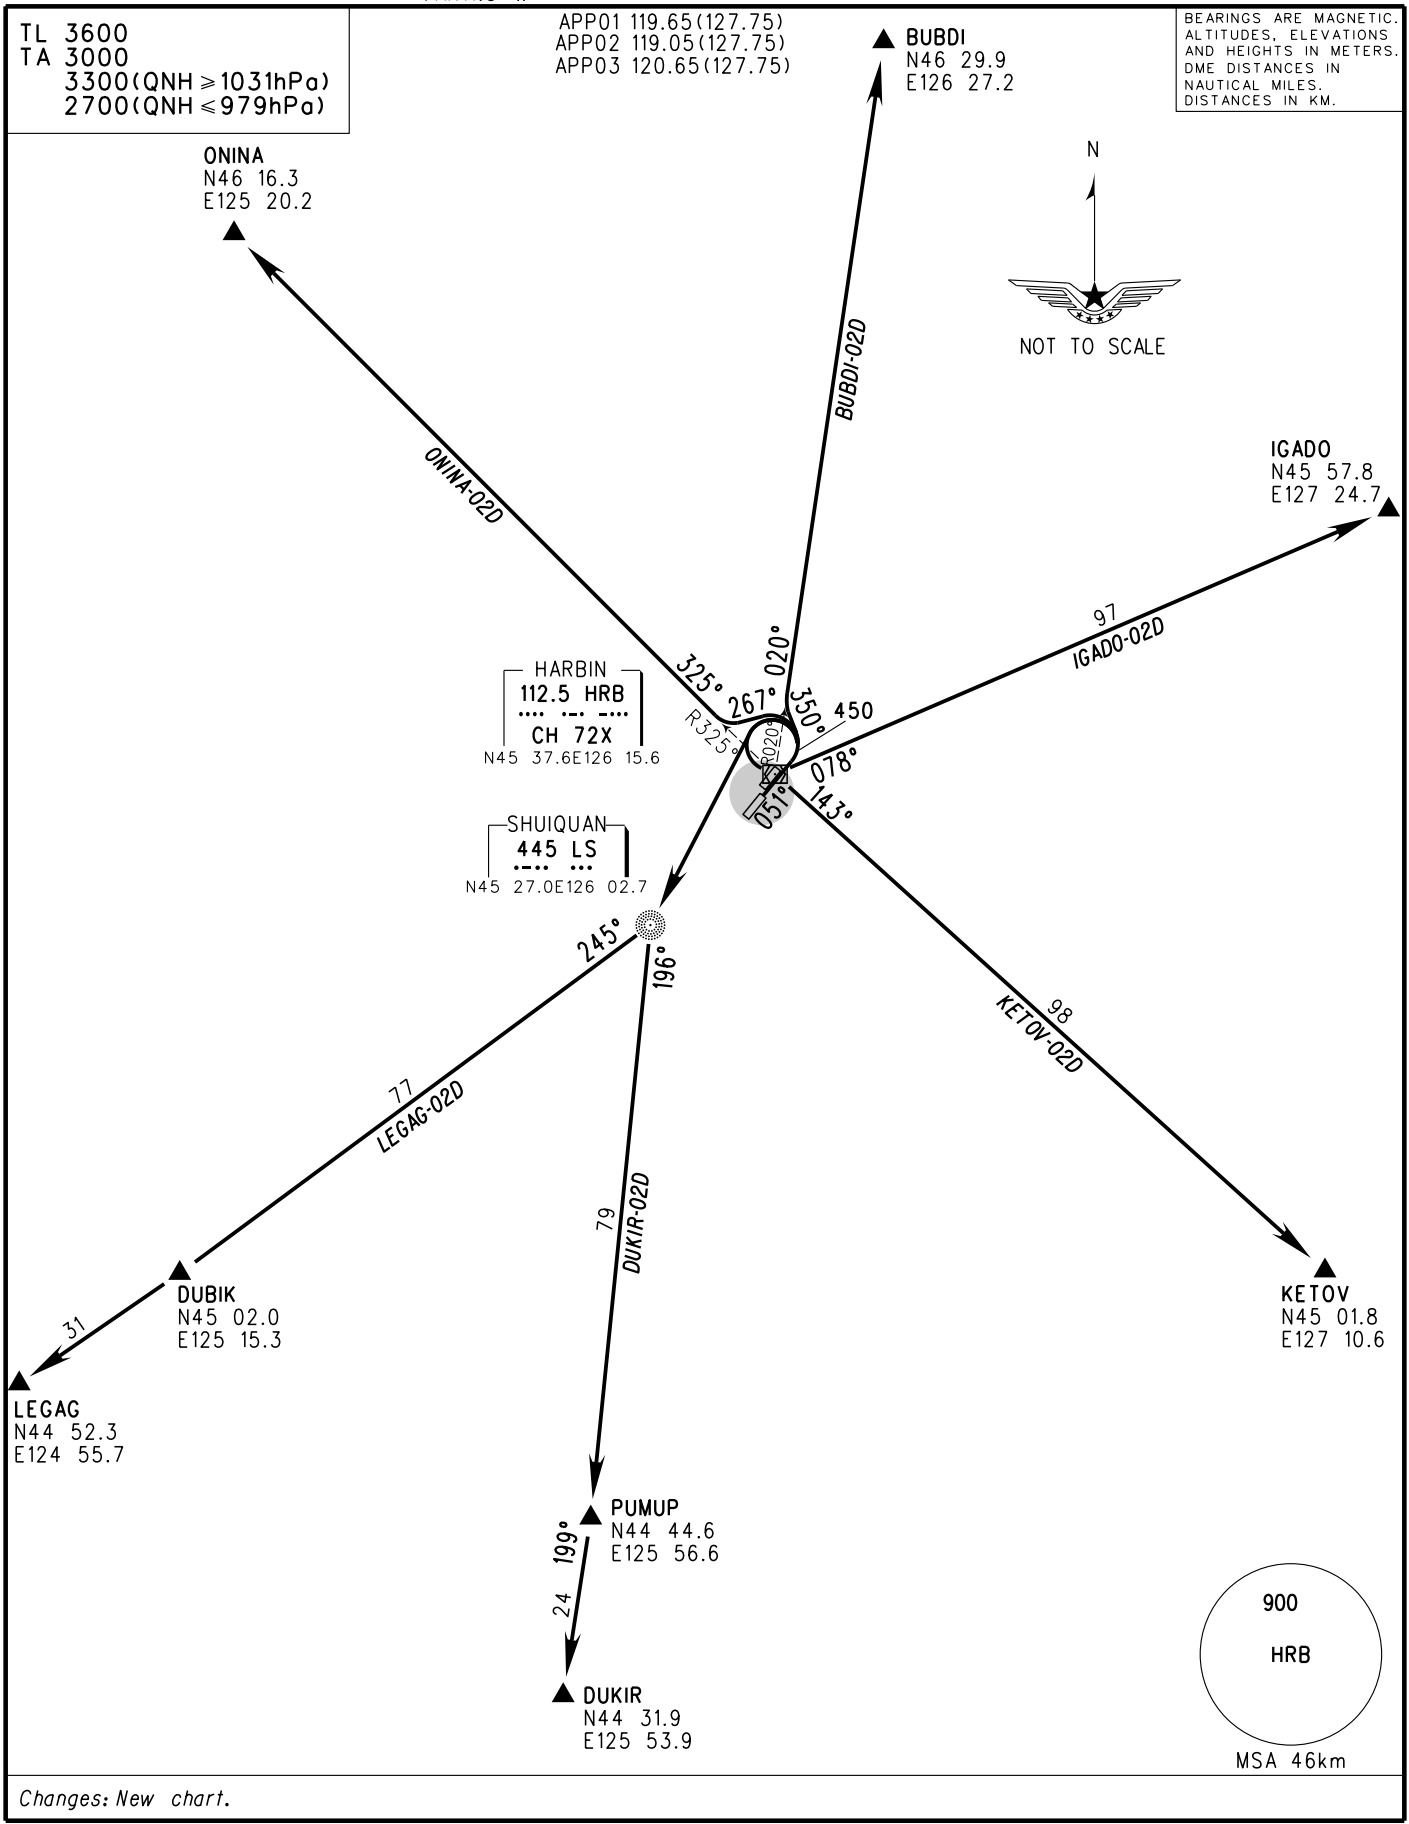 TL 3600
TA 3000
3300(QNH ≥1031hPa)
2700(QNH ≤979hPa)
APP01 119.65(127.75)
APP02 119.05(127.75)
APP03 120.65(127.75)
BEARINGS ARE MAGNETIC.
ALTITUDES, ELEVATIONS
AND HEIGHTS IN METERS.
DME DISTANCES IN
NAUTICAL MILES.
DISTANCES IN KM.
BUBDI
N46 29.9
E126 27.2
ONINA
N46 16.3
E125 20.2
N
NOT TO SCALE
BUBDI-02D
ONINA-02D
IGADO
N45 57.8
E127 24.7
97
IGADO-02D
020°
325°
267°
350°
450
R325°
R020°
078°
051°
143°
HARBIN
112.5 HRB
CH 72X
N45 37.6E126 15.6
SHUIQUAN
445 LS
N45 27.0E126 02.7
245°
196°
98
KETOV-02D
77
LEGAG-02D
79
DUKIR-02D
DUBIK
N45 02.0
E125 15.3
31
LEGAG
N44 52.3
E124 55.7
KETOV
N45 01.8
E127 10.6
PUMUP
N44 44.6
E125 56.6
199°
24
DUKIR
N44 31.9
E125 53.9
900
HRB
MSA 46km
Changes: New chart.